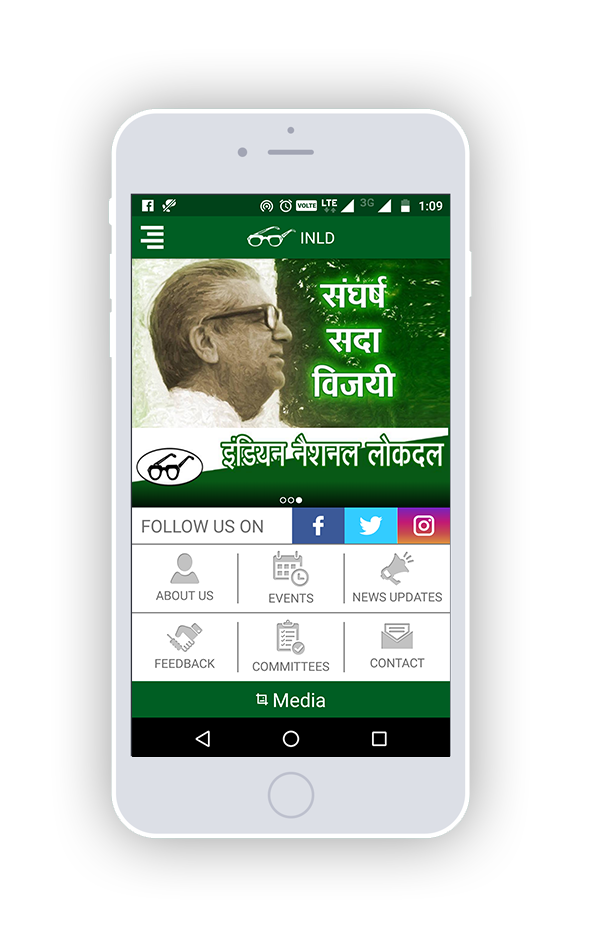 VOLTE LTE 3G 1:09
INLD
संघर्ष
सदा
विजयी
इंडियन नैशनल लोकदल
FOLLOW US ON
ABOUT US EVENTS NEWS UPDATES
FEEDBACK COMMITTEES CONTACT
Media